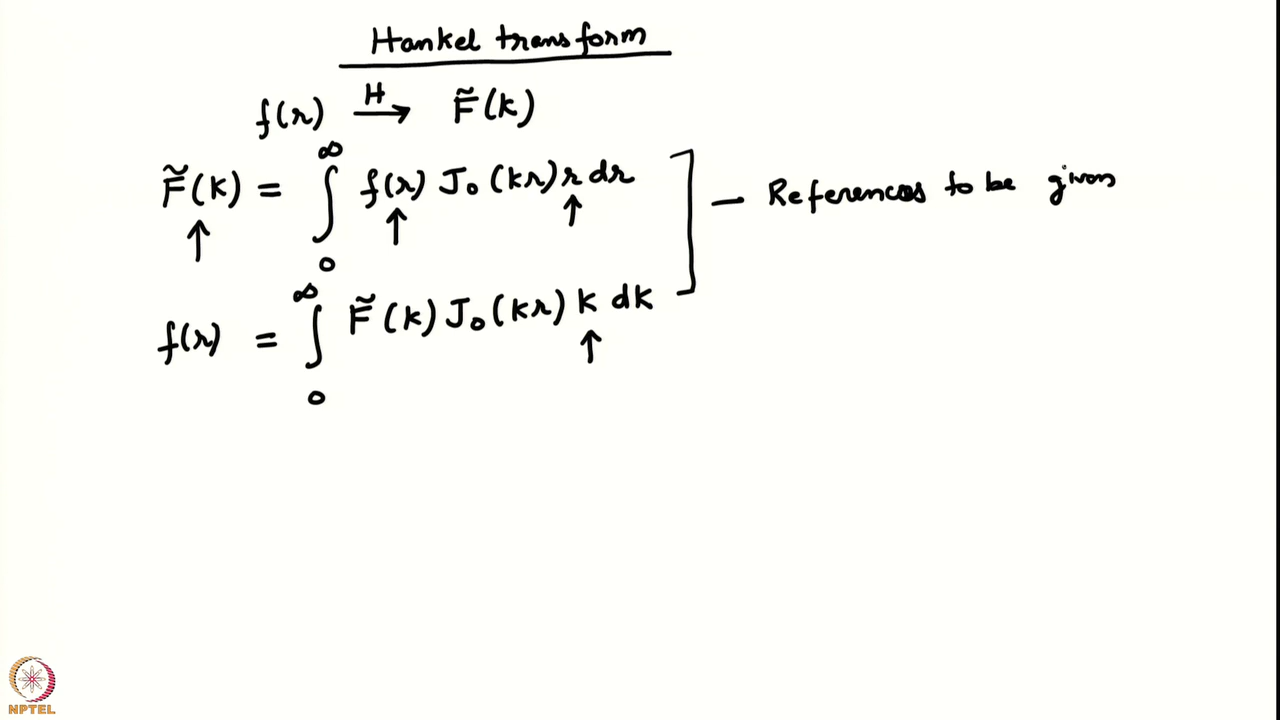 Hankel transform
f(r) H→ F̃(k)
F̃(k) = ∫₀^∞ f(r) J₀(kr) r dr — References to be given
f(r) = ∫₀^∞ F̃(k) J₀(kr) k dk
NPTEL